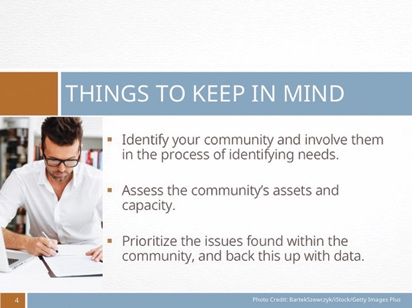 THINGS TO KEEP IN MIND
Identify your community and involve them
in the process of identifying needs.
Assess the community's assets and
capacity.
Prioritize the issues found within the
community, and back this up with data.
4
Photo Credit: BartekSzewczyk/iStock/Getty Images Plus